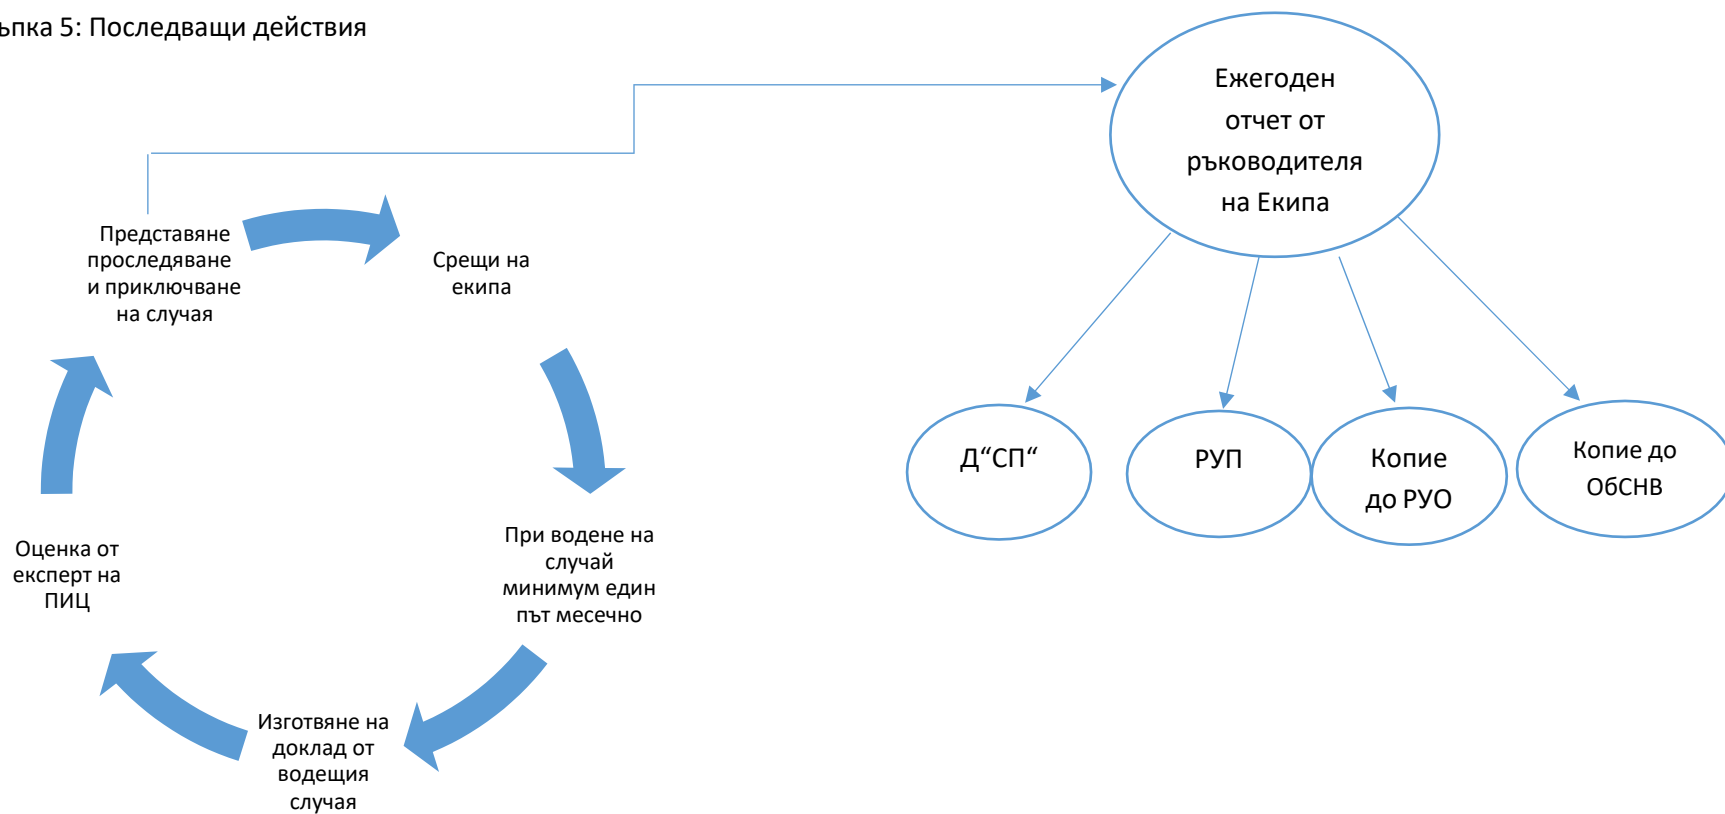 ъпка 5: Последващи действия
Ежегоден
отчет от
ръководителя
на Екипа
Представяне
проследяване
и приключване
на случая
Срещи на
екипа
При водене на
случай
минимум един
път месечно
Изготвяне на
доклад от
водещия
случая
Оценка от
експерт на
ПИЦ
Д“СП“
РУП
Копие
до РУО
Копие до
ОбСНВ